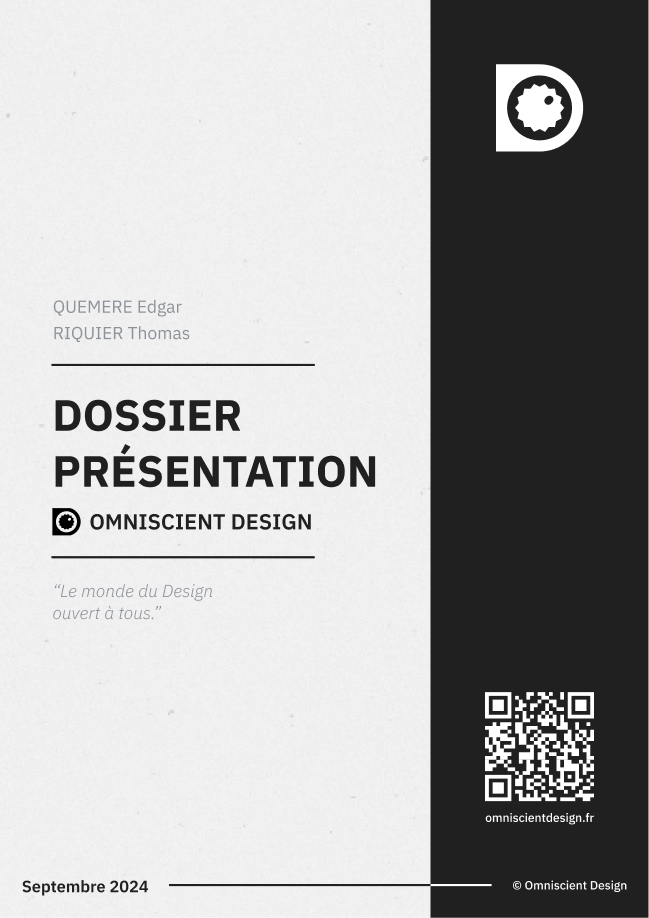 QUEMERE Edgar
RIQUIER Thomas
DOSSIER
PRÉSENTATION
OMNISCIENT DESIGN
“Le monde du Design
ouvert à tous.”
omniscientdesign.fr
Septembre 2024
© Omniscient Design